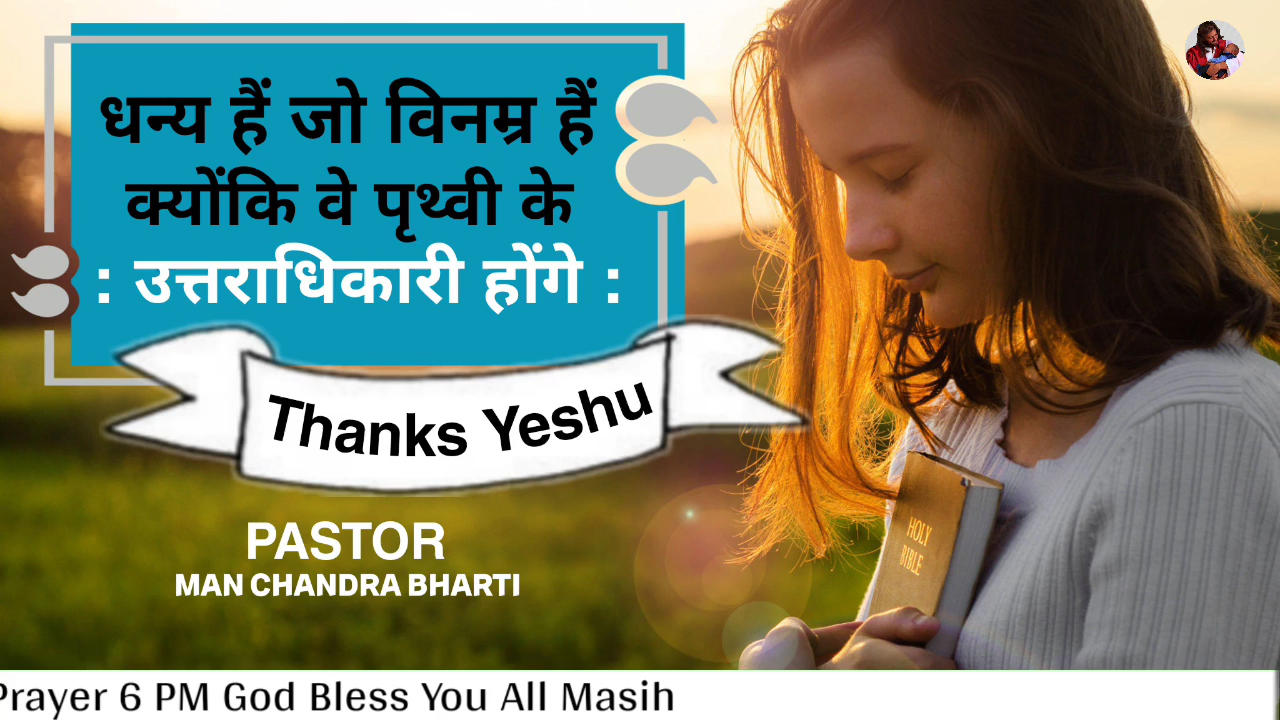 धन्य हैं जो विनम्र हैं
क्योंकि वे पृथ्वी के
: उत्तराधिकारी होंगे :
Thanks Yeshu
PASTOR
MAN CHANDRA BHARTI
HOLY
BIBLE
Prayer 6 PM God Bless You All Masih